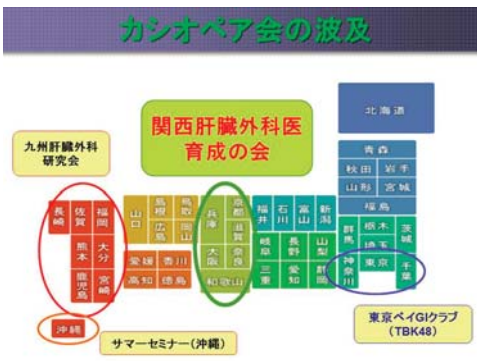 カシオペア会の波及
北海道
関西肝臓外科医
育成の会
九州肝臓外科
研究会
青森
秋田 岩手
山形 宮城
福島
長崎 佐賀 福岡
山口 島根 鳥取
広島 岡山
兵庫 京都
滋賀
福井 石川 富山 新潟
群馬 栃木 茨城
埼玉
熊本 大分
愛媛 香川
大阪 奈良
岐阜 長野 山梨
神奈川 東京 千葉
鹿児島 宮崎
高知 徳島
和歌山
三重 愛知 静岡
沖縄
サマーセミナー(沖縄)
東京ベイGIクラブ
(TBK48)